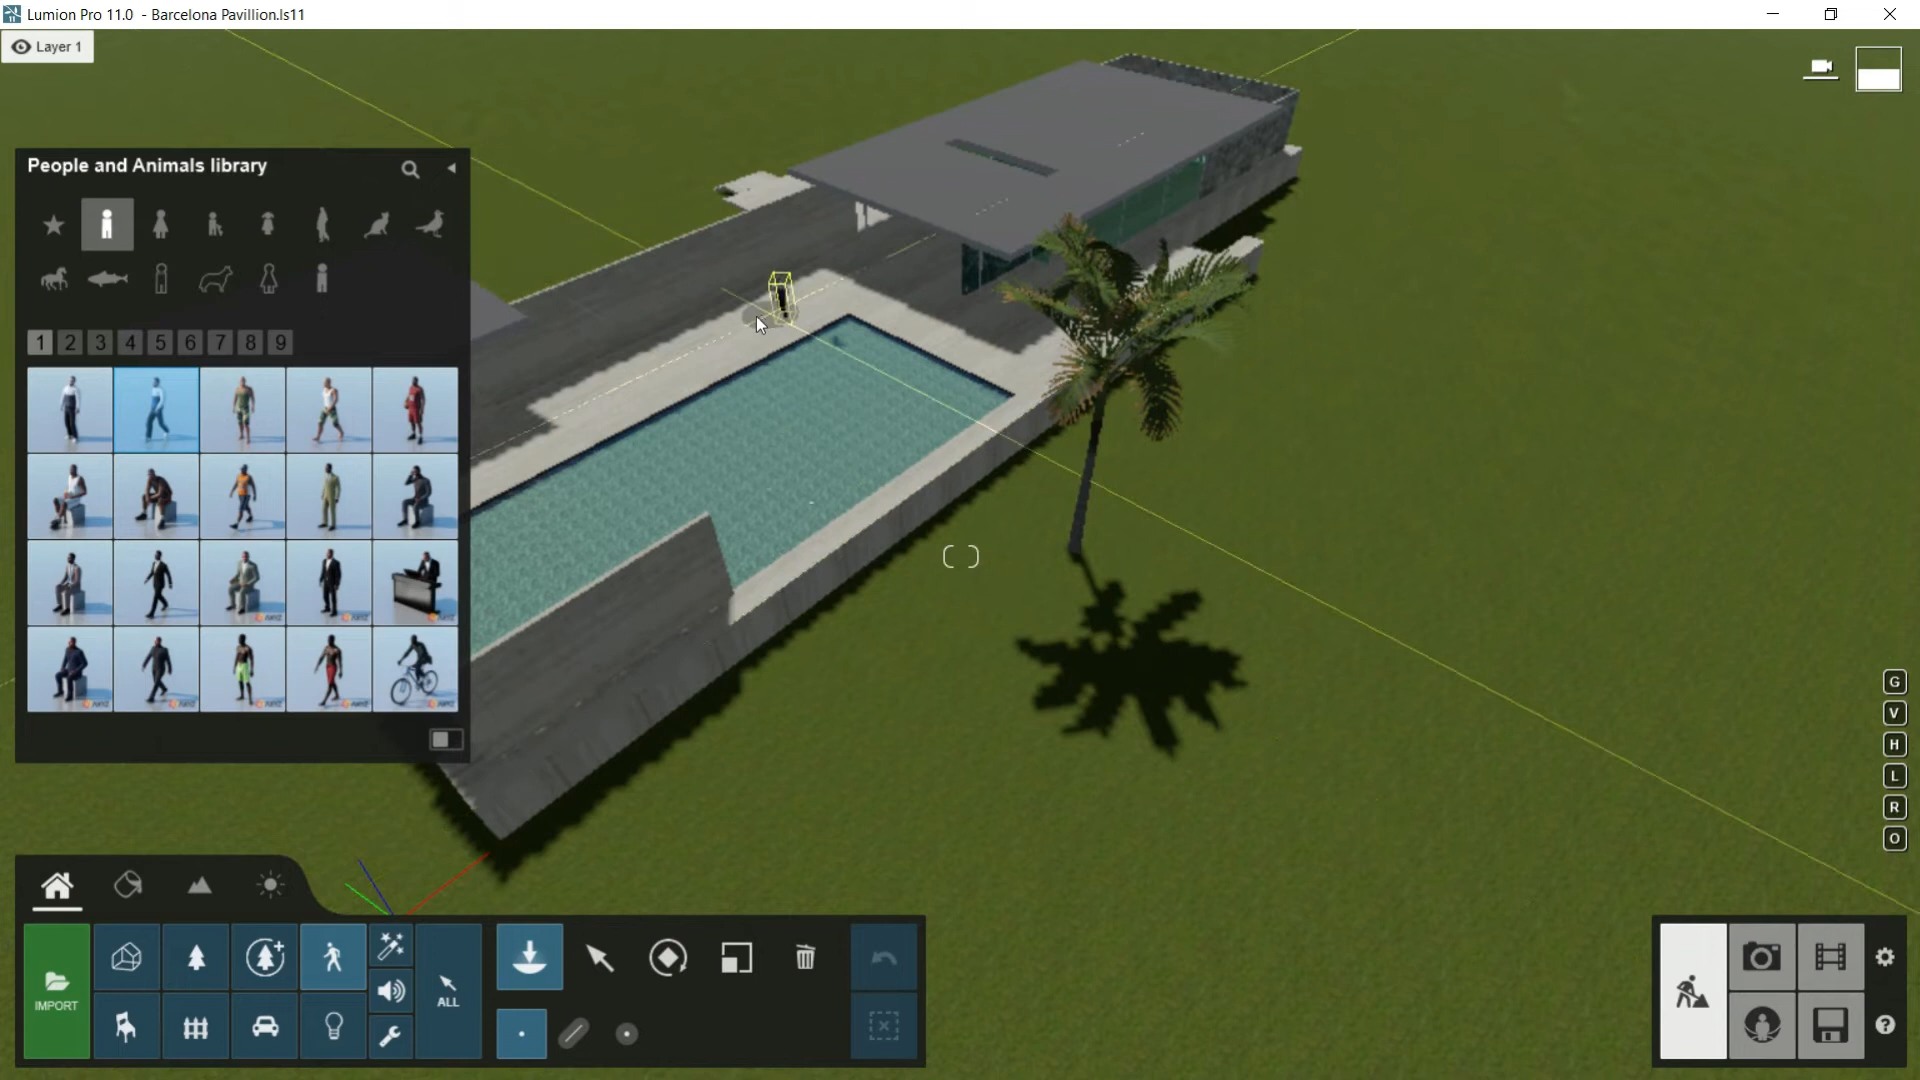 Lumion Pro 11.0 - Barcelona Pavillion.ls11
Layer 1
People and Animals library
1 2 3 4 5 6 7 8 9
G
V
H
L
R
O
IMPORT
ALL
?